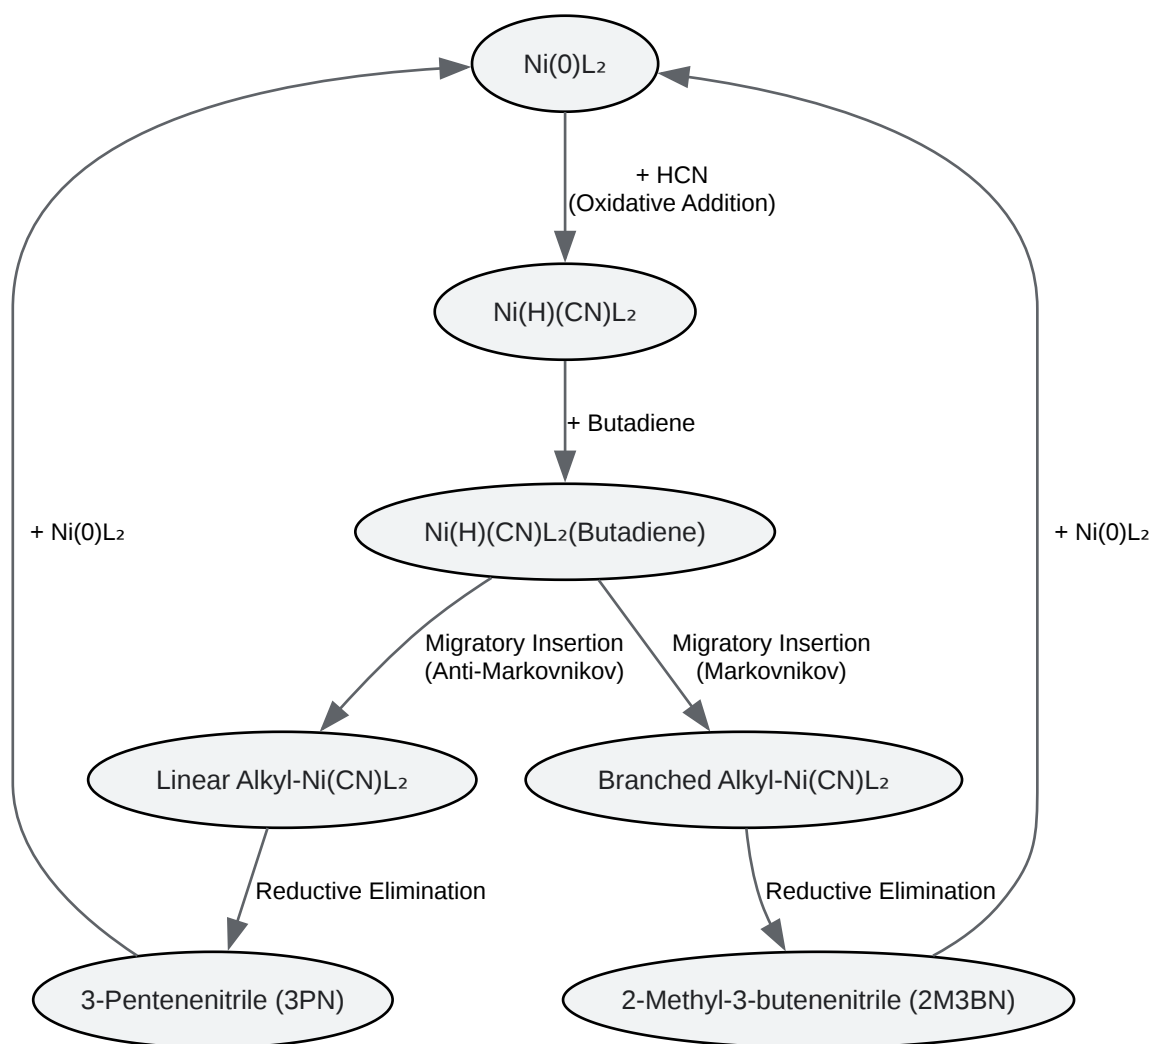 Ni(0)L₂
+ HCN
(Oxidative Addition)
Ni(H)(CN)L₂
+ Butadiene
+ Ni(0)L₂
Ni(H)(CN)L₂(Butadiene)
+ Ni(0)L₂
Migratory Insertion
(Anti-Markovnikov)
Migratory Insertion
(Markovnikov)
Linear Alkyl-Ni(CN)L₂
Branched Alkyl-Ni(CN)L₂
Reductive Elimination
Reductive Elimination
3-Pentenenitrile (3PN)
2-Methyl-3-butenenitrile (2M3BN)